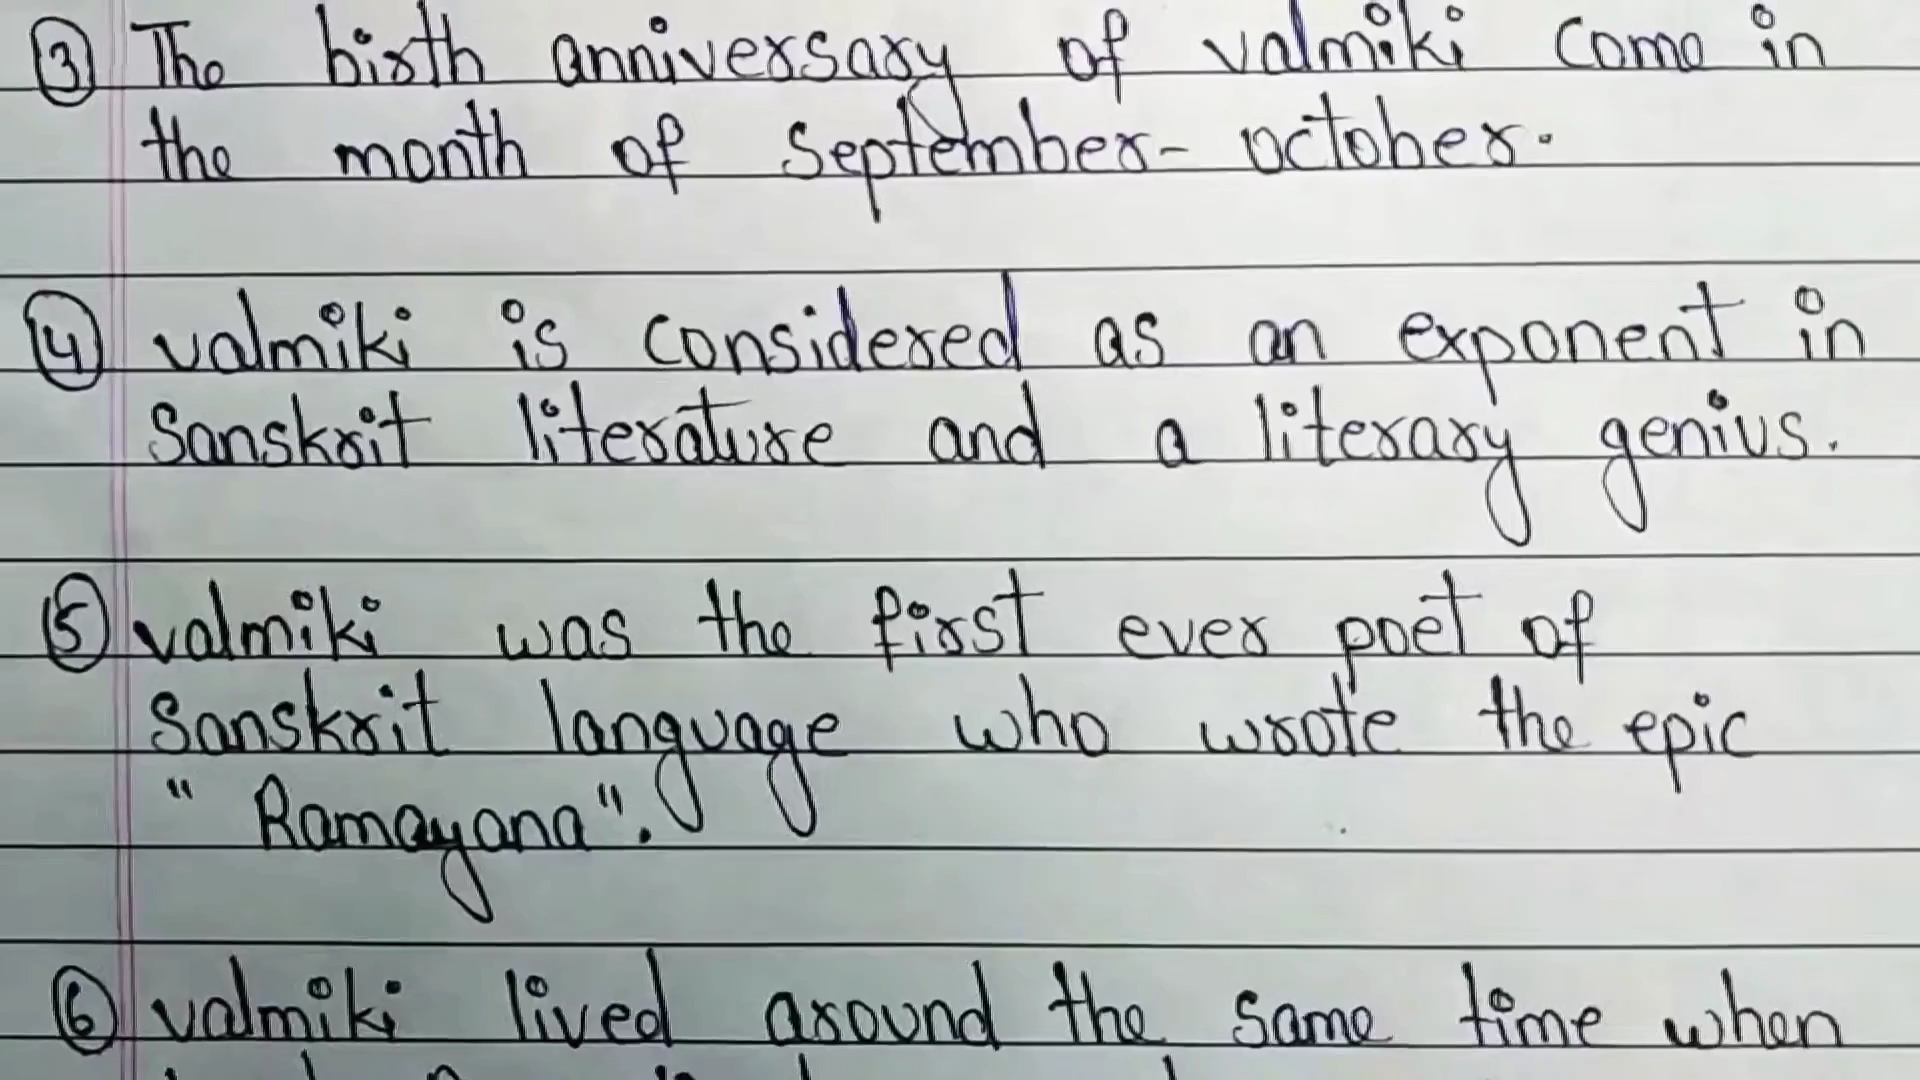 ③ The birth anniversary of valmiki come in
the month of September- october.
④ valmiki is considered as an exponent in
Sanskrit literature and a literary genius.
⑤ valmiki was the first ever poet of
Sanskrit language who wrote the epic
" Ramayana".
⑥ valmiki lived around the same time when